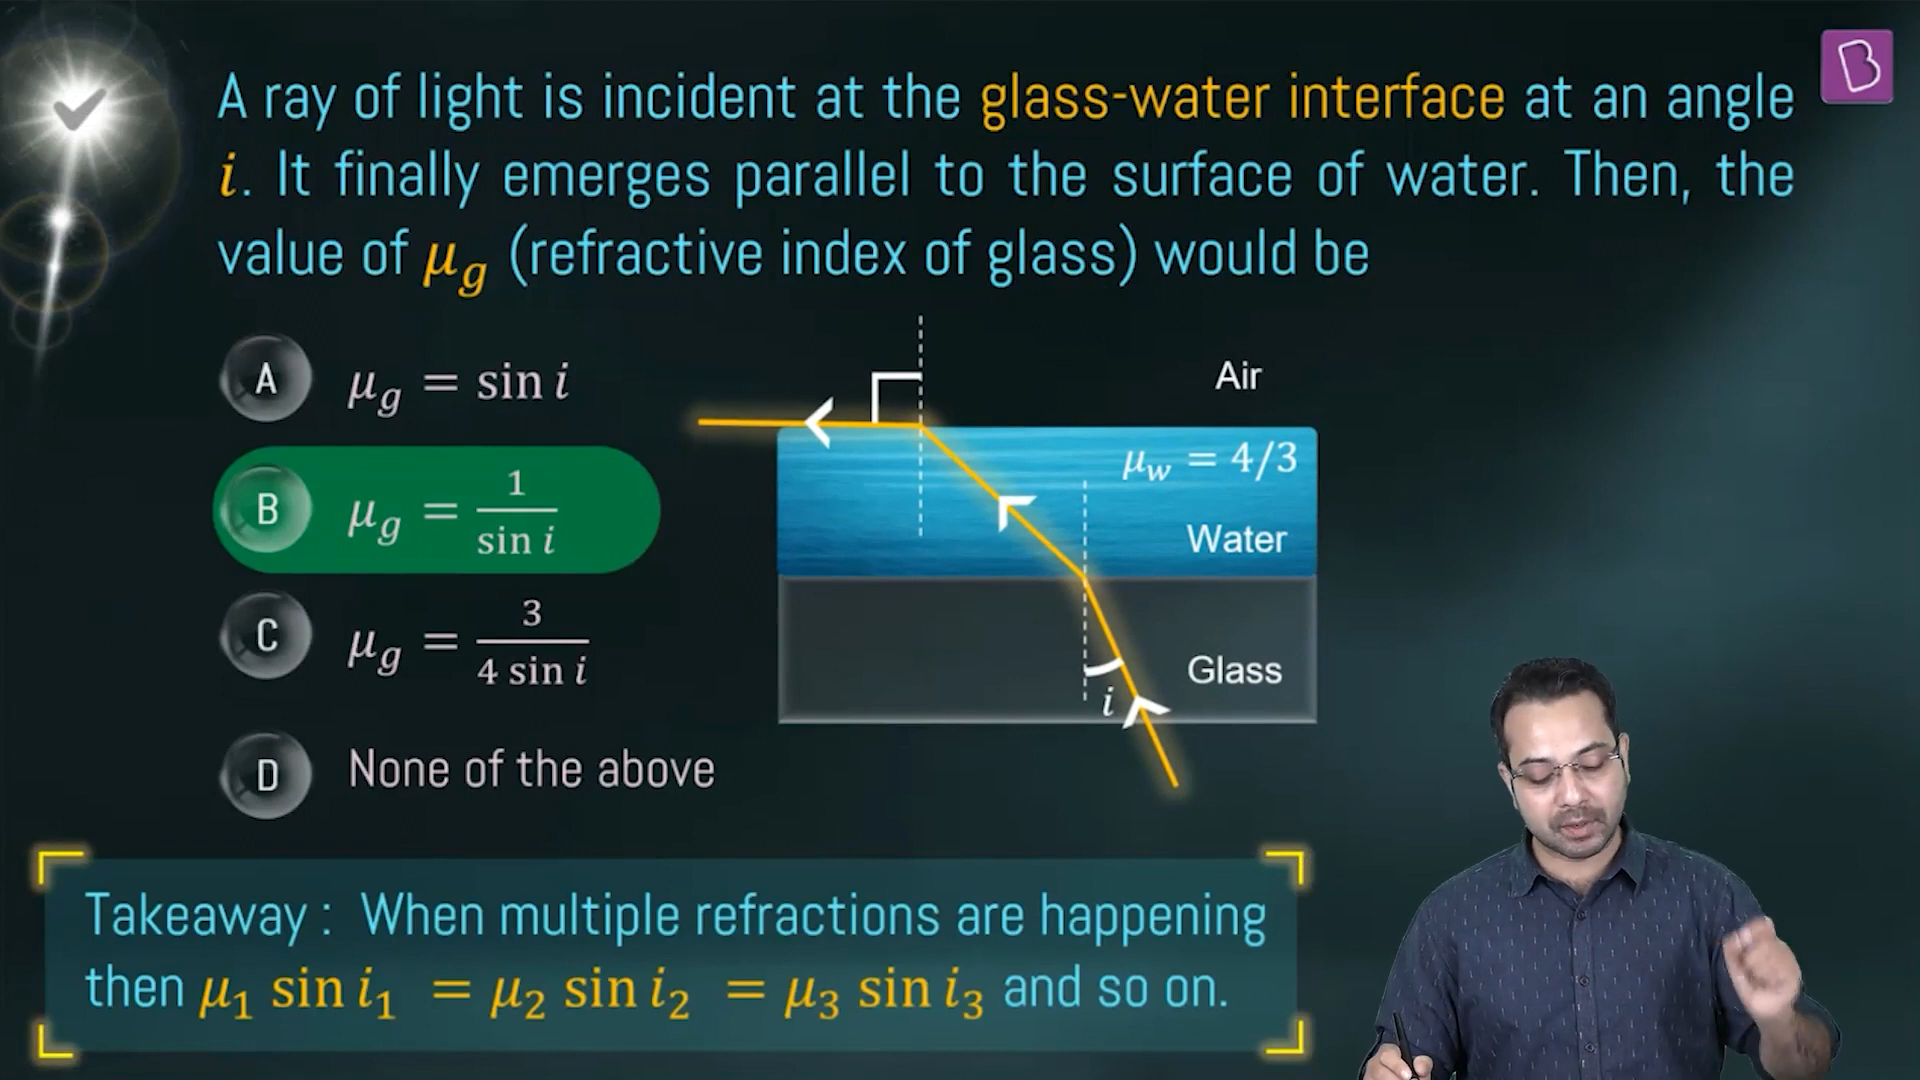 A ray of light is incident at the glass-water interface at an angle
i. It finally emerges parallel to the surface of water. Then, the
value of μg (refractive index of glass) would be
A μg = sin i
B μg = 1/sin i
C μg = 3/4 sin i
D None of the above
Air
μw = 4/3
Water
Glass
i
Takeaway : When multiple refractions are happening
then μ1 sin i1 = μ2 sin i2 = μ3 sin i3 and so on.
B